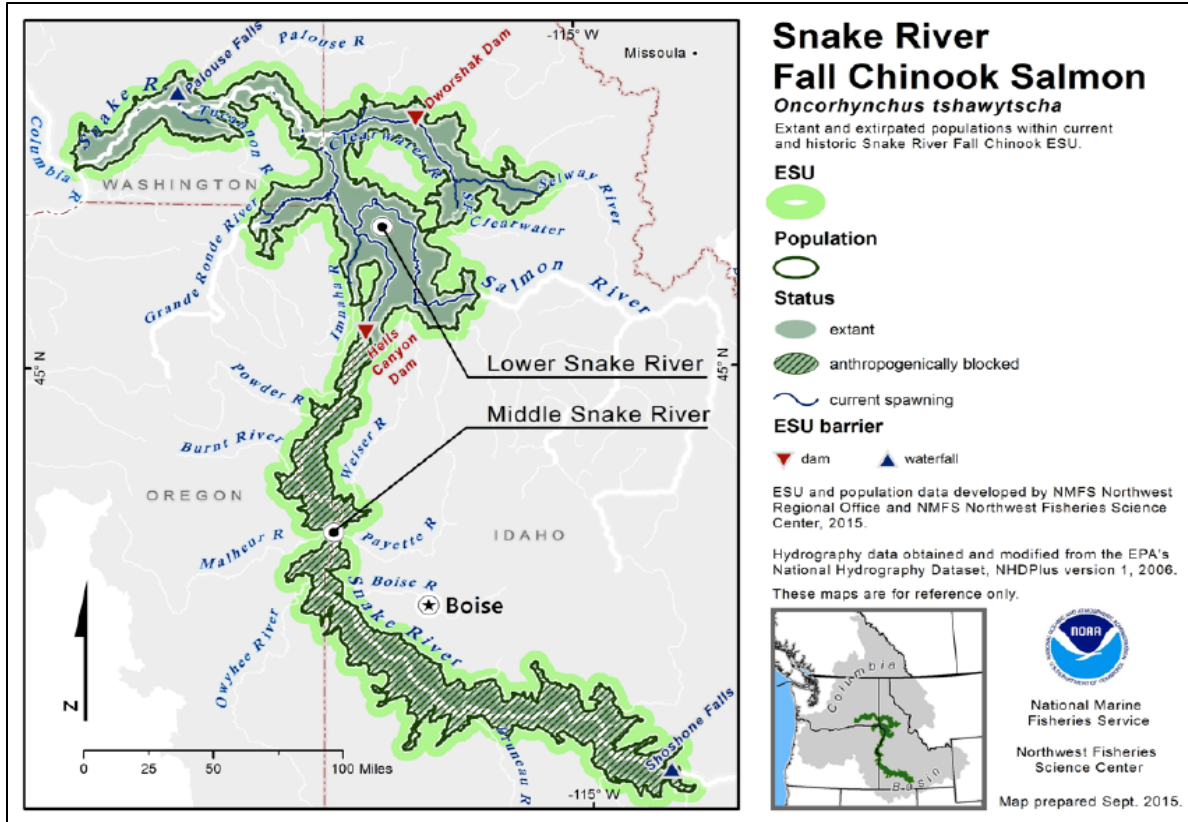 Snake River
Fall Chinook Salmon
Oncorhynchus tshawytscha
Extant and extirpated populations within current
and historic Snake River Fall Chinook ESU.
ESU
Population
Status
extant
anthropogenically blocked
current spawning
ESU barrier
dam
waterfall
ESU and population data developed by NMFS Northwest
Regional Office and NMFS Northwest Fisheries Science
Center, 2015.
Hydrography data obtained and modified from the EPA's
National Hydrography Dataset, NHDPlus version 1, 2006.
These maps are for reference only.
Columbia
Basin
NOAA
National Marine
Fisheries Service
Northwest Fisheries
Science Center
Map prepared Sept. 2015.
-115° W
Missoula
Palouse R
Palouse Falls
Snake R
Tucannon R
Dworshak Dam
Clearwater R
Columbia R
WASHINGTON
Selway River
Clearwater
Grande Ronde River
Imnaha R
Salmon River
Hells
Canyon
Dam
45° N
45° N
Lower Snake River
Middle Snake River
Powder R
Burnt River
Weiser R
OREGON
IDAHO
Malheur R
Payette R
Boise R
Boise
Snake River
Owyhee River
Bruneau R
Shoshone Falls
N
0 50 100 Miles
-115° W